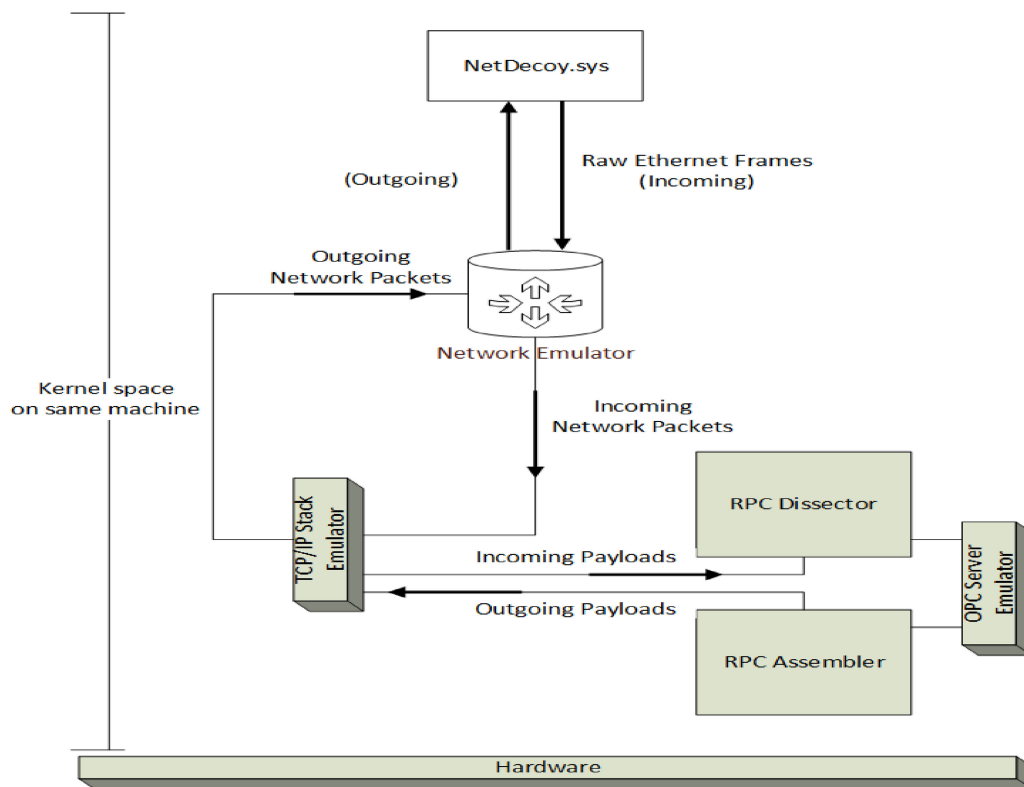 NetDecoy.sys
(Outgoing)
Raw Ethernet Frames
(Incoming)
Outgoing
Network Packets
Network Emulator
Kernel space
on same machine
Incoming
Network Packets
RPC Dissector
TCP/IP Stack
Emulator
Incoming Payloads
OPC Server
Emulator
Outgoing Payloads
RPC Assembler
Hardware